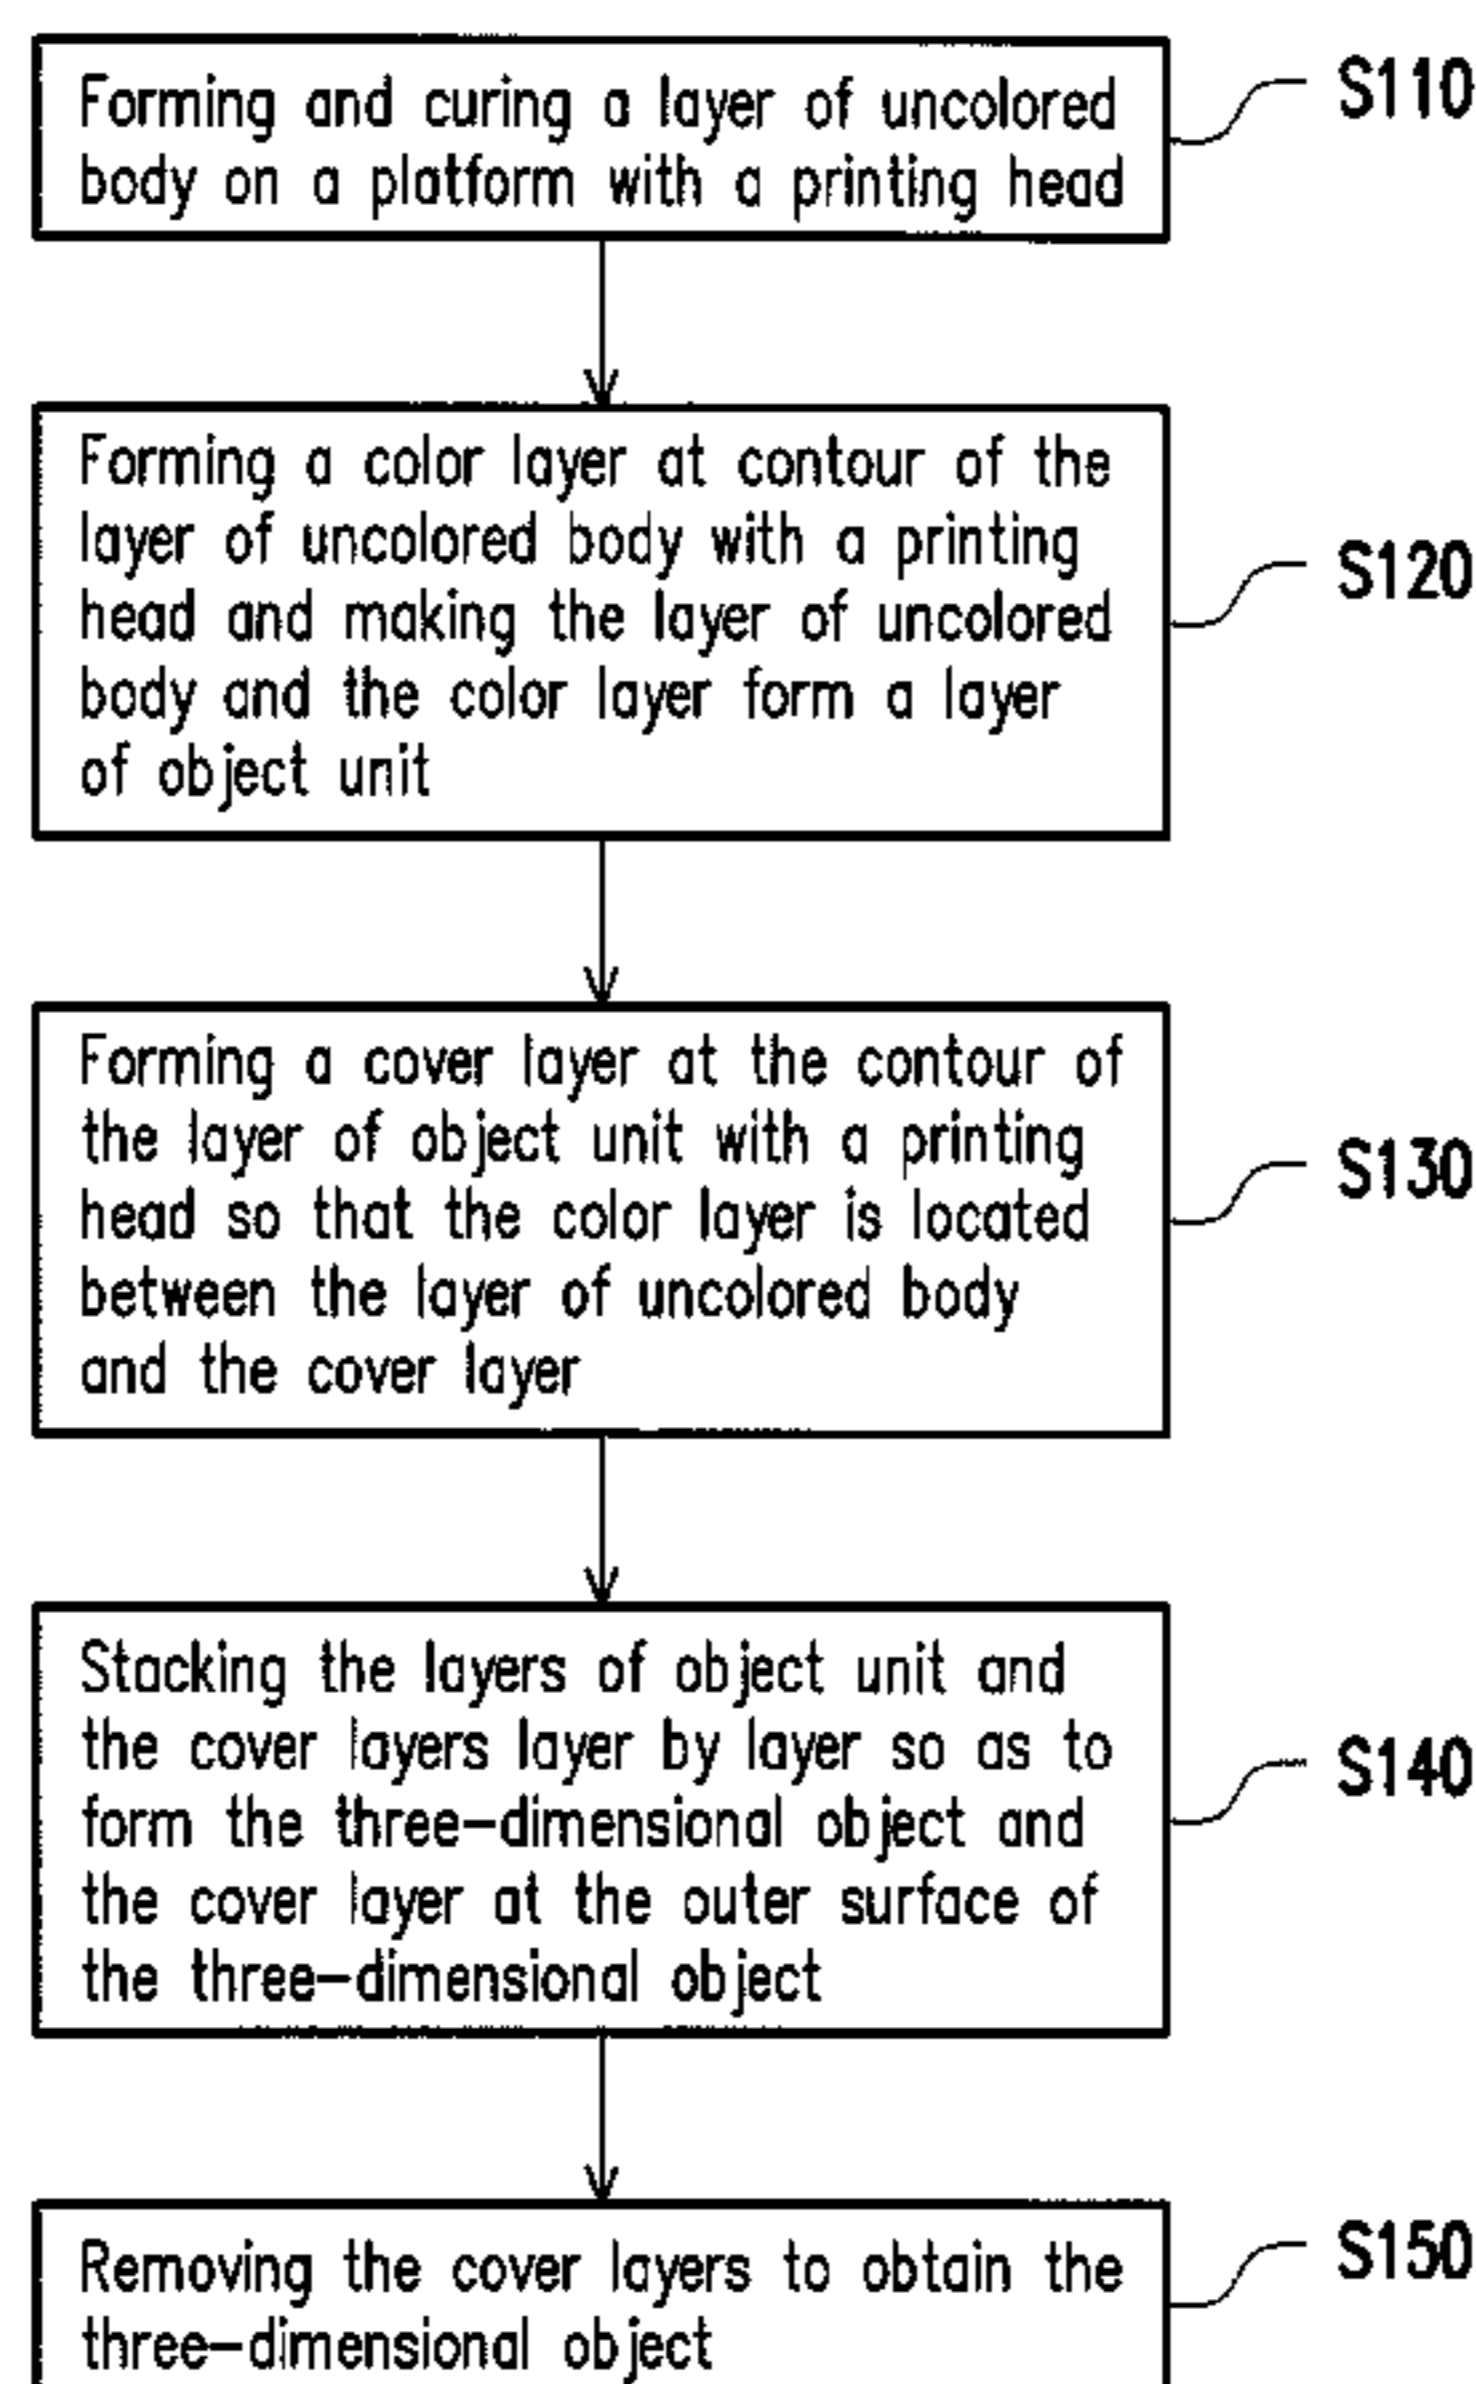 Forming and curing a layer of uncolored
body on a platform with a printing head
S110
Forming a color layer at contour of the
layer of uncolored body with a printing
head and making the layer of uncolored
body and the color layer form a layer
of object unit
S120
Forming a cover layer at the contour of
the layer of object unit with a printing
head so that the color layer is located
between the layer of uncolored body
and the cover layer
S130
Stacking the layers of object unit and
the cover layers layer by layer so as to
form the three-dimensional object and
the cover layer at the outer surface of
the three-dimensional object
S140
Removing the cover layers to obtain the
three-dimensional object
S150